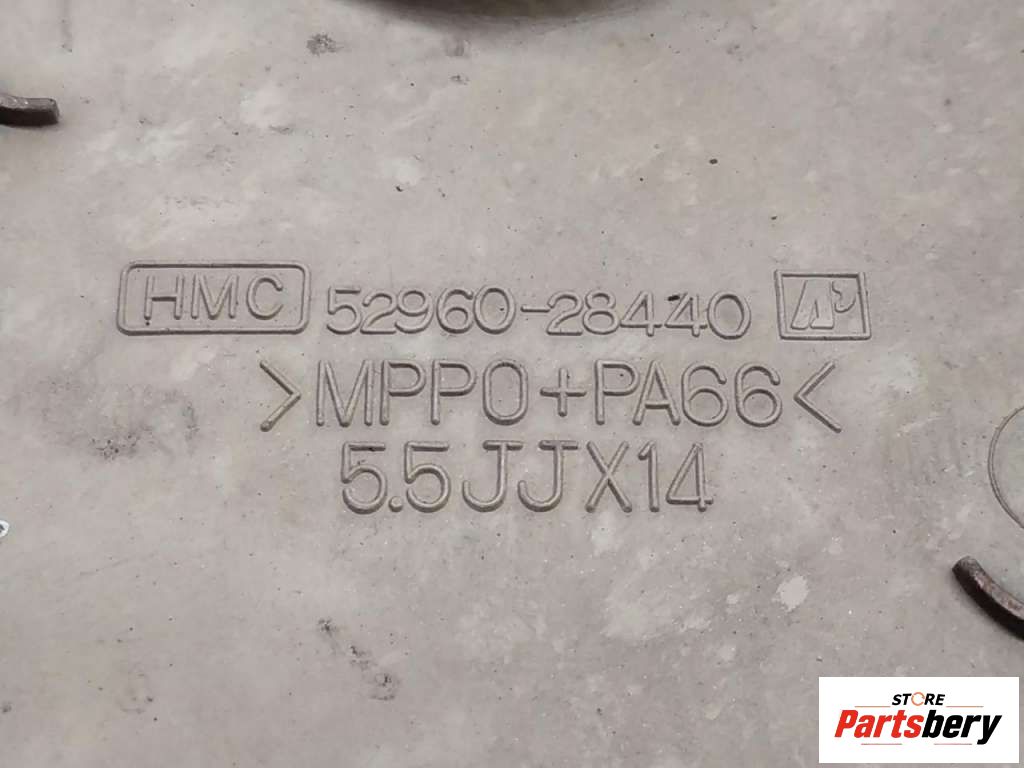 HMC 52960-28440
>MPPO+PA66<
5.5JJX14
STORE
Partsbery